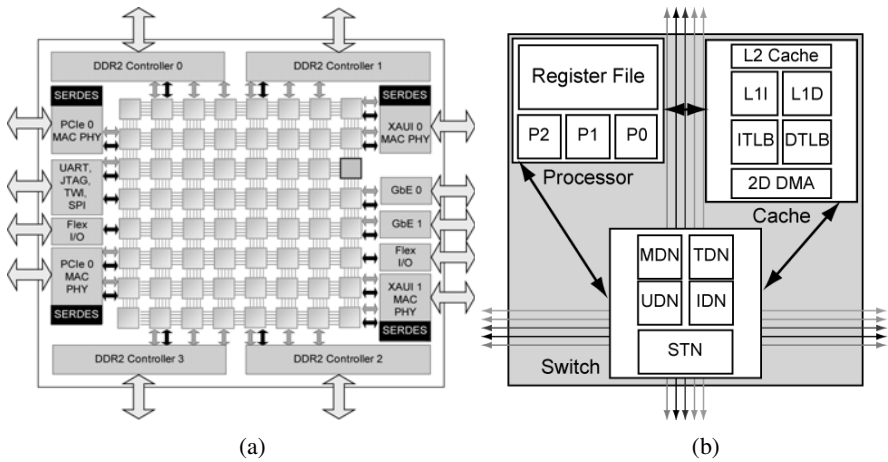 DDR2 Controller 0
DDR2 Controller 1
SERDES
PCIe 0
MAC PHY
UART,
JTAG,
TWI,
SPI
Flex
I/O
PCIe 0
MAC
PHY
SERDES
SERDES
XAUI 0
MAC PHY
GbE 0
GbE 1
Flex
I/O
XAUI 1
MAC
PHY
SERDES
DDR2 Controller 3
DDR2 Controller 2
(a)
Register File
P2
P1
P0
Processor
L2 Cache
L1I
L1D
ITLB
DTLB
2D DMA
Cache
MDN
TDN
UDN
IDN
STN
Switch
(b)